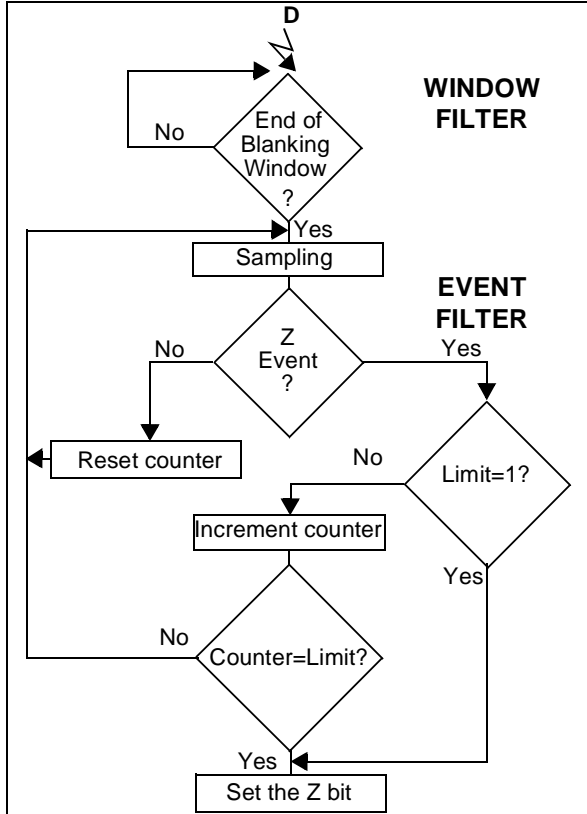 D
WINDOW
FILTER
No
End of
Blanking
Window
?
Yes
Sampling
EVENT
FILTER
No
Z
Event
?
Yes
Reset counter
No
Limit=1?
Increment counter
Yes
No
Counter=Limit?
Yes
Set the Z bit